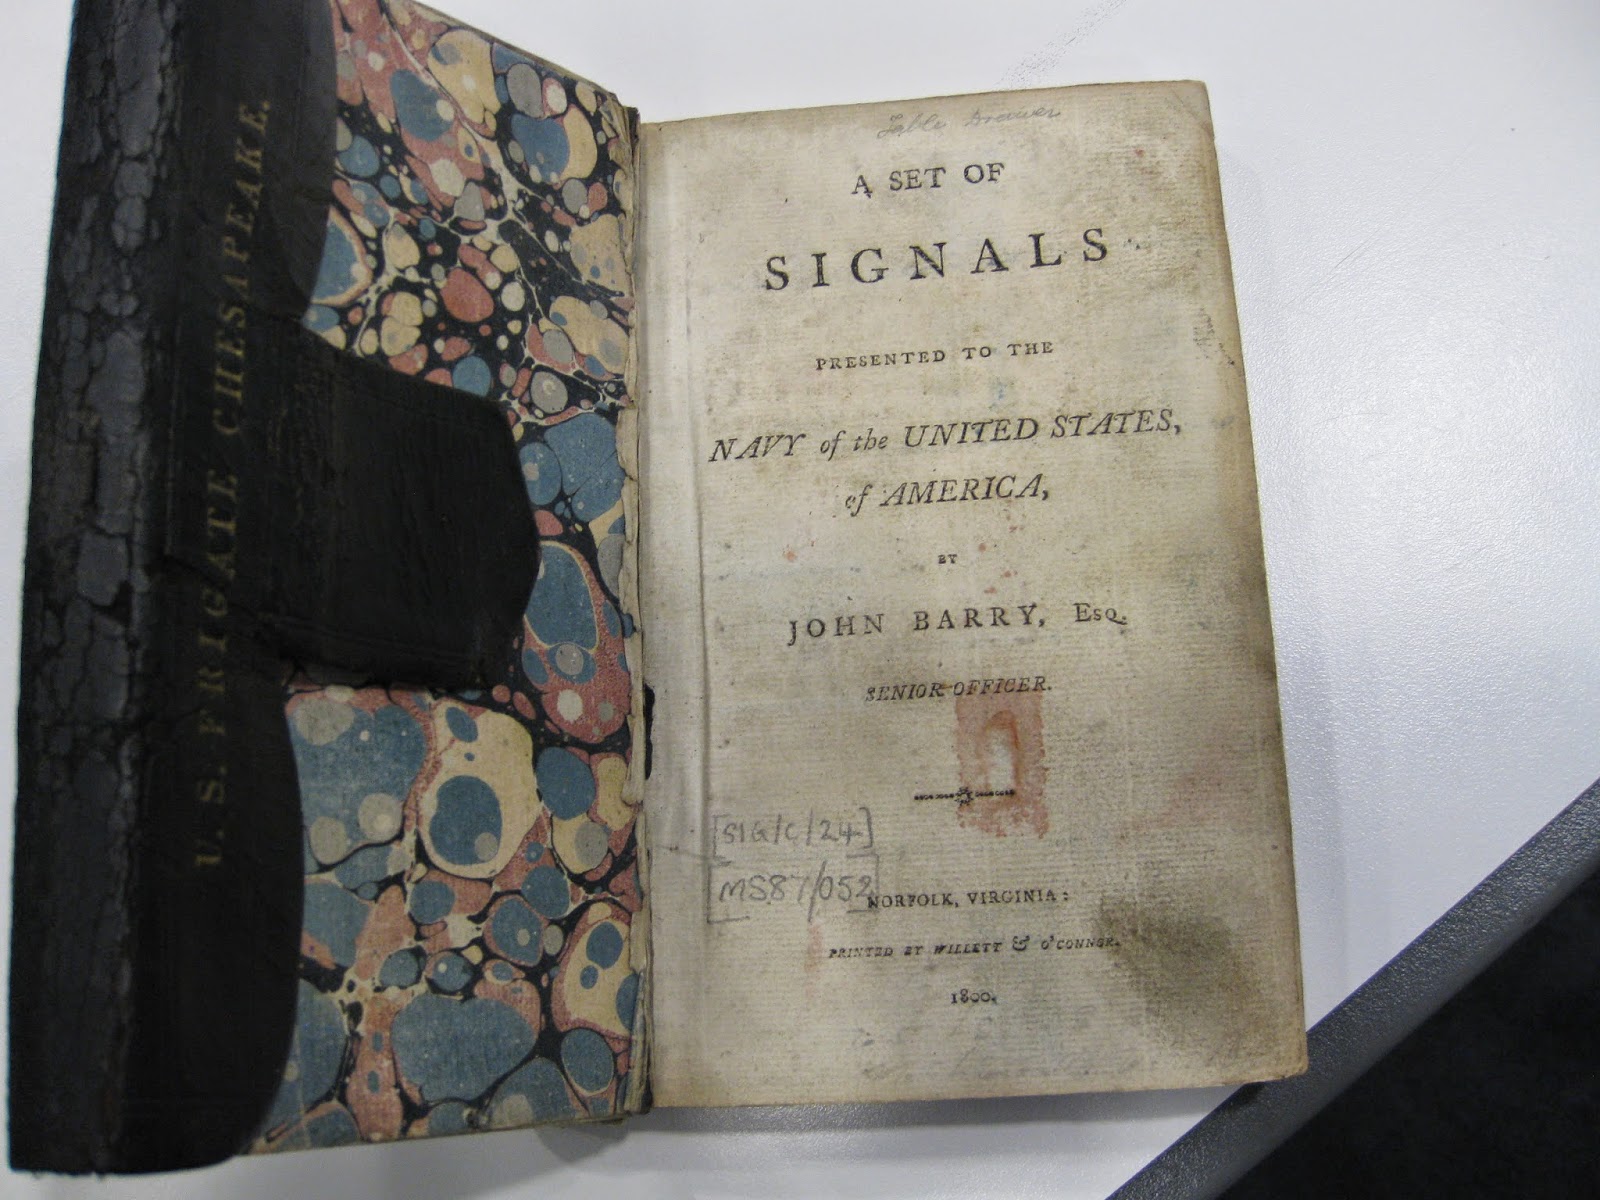 U. S. FRIGATE CHESAPEAKE.
Table Drawer
A SET OF
SIGNALS
PRESENTED TO THE
NAVY of the UNITED STATES,
of AMERICA,
BY
JOHN BARRY, Esq.
SENIOR OFFICER.
[SIG/C/24]
[MS87/052]
NORFOLK, VIRGINIA:
PRINTED BY WILLETT & O'CONNOR.
1800.